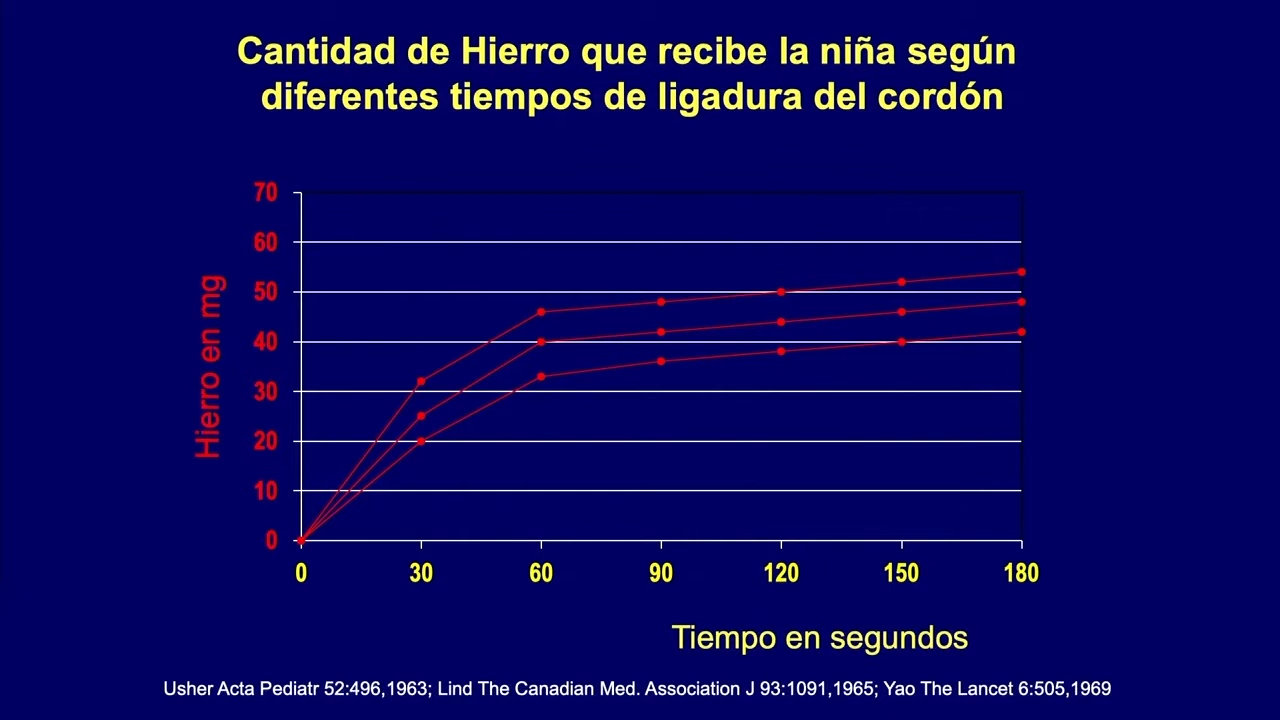 Cantidad de Hierro que recibe la niña según
diferentes tiempos de ligadura del cordón
70
60
50
40
30
20
10
0
Hierro en mg
0 30 60 90 120 150 180
Tiempo en segundos
Usher Acta Pediatr 52:496,1963; Lind The Canadian Med. Association J 93:1091,1965; Yao The Lancet 6:505,1969